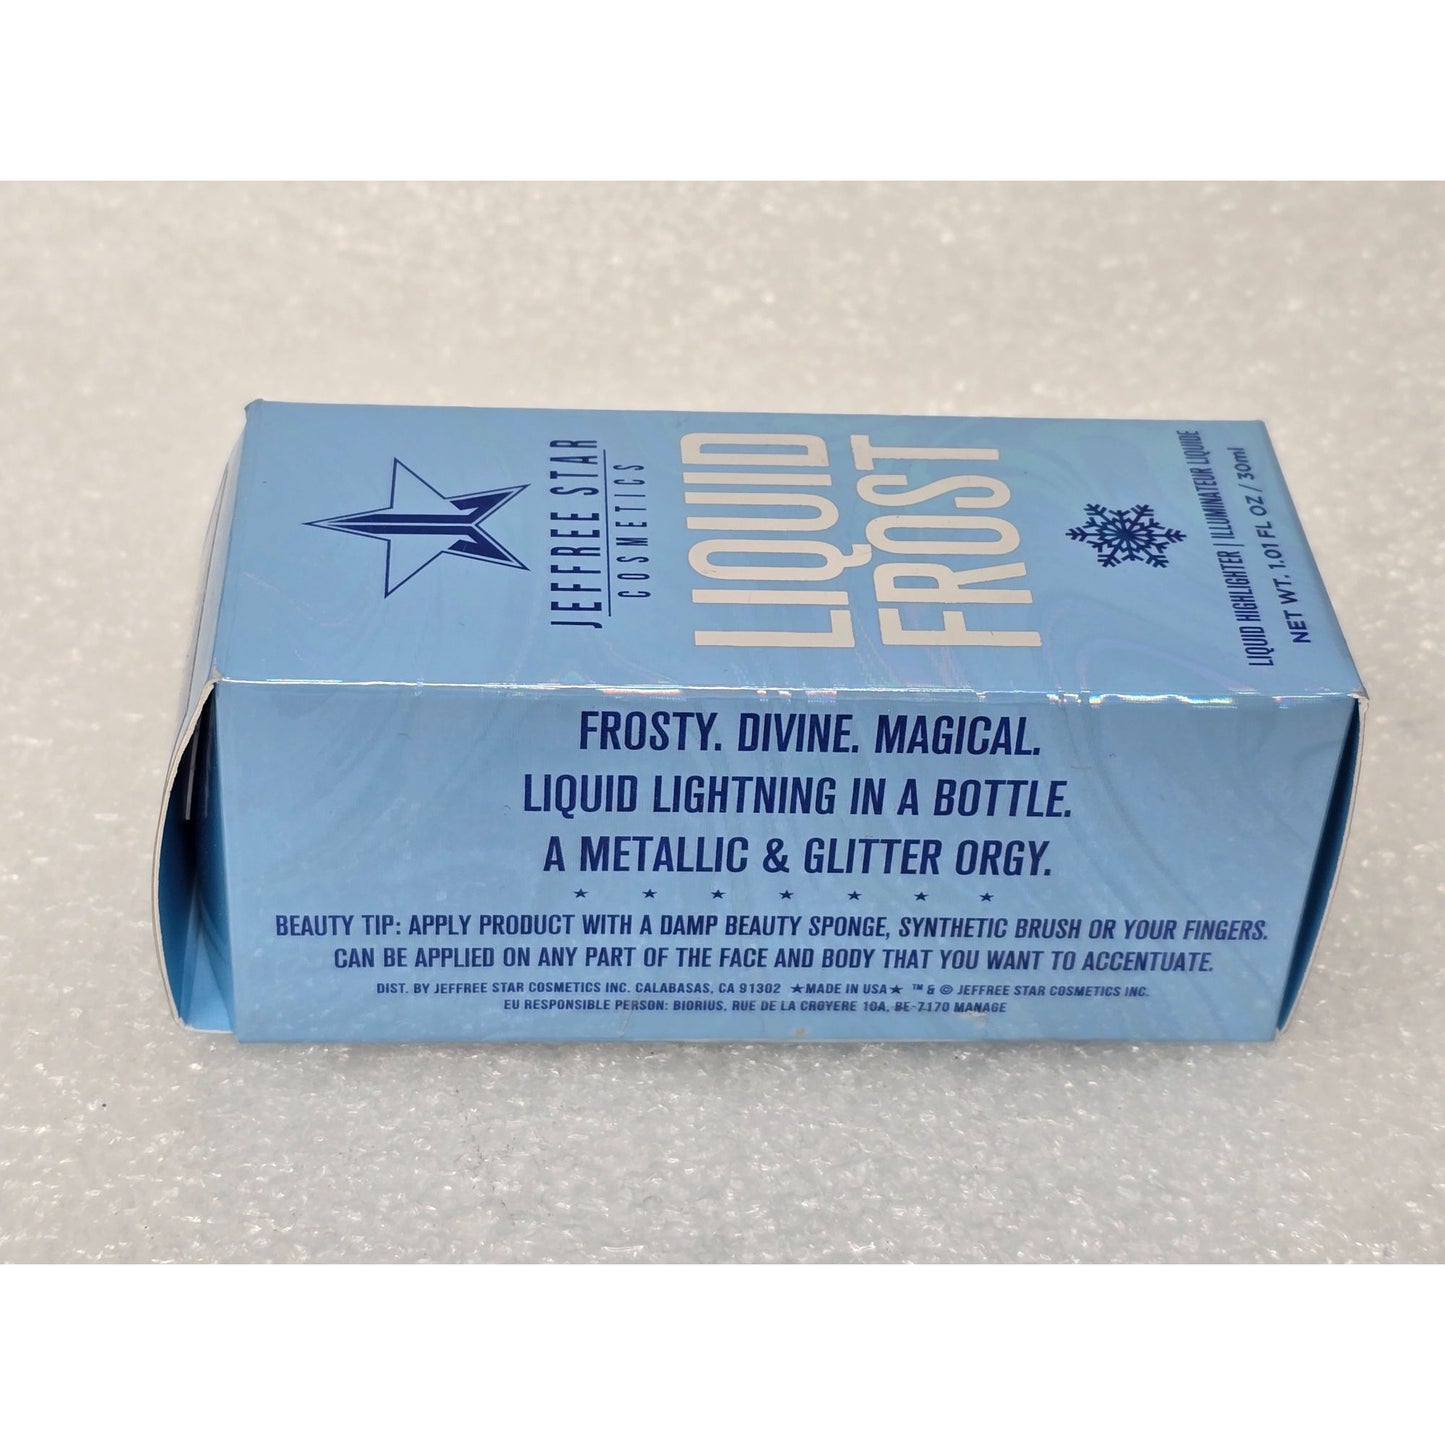 JEFFREE STAR
COSMETICS
LIQUID
FROST
LIQUID HIGHLIGHTER | ILLUMINATEUR LIQUIDE
NET WT. 1.01 FL OZ / 30ml
FROSTY. DIVINE. MAGICAL.
LIQUID LIGHTNING IN A BOTTLE.
A METALLIC & GLITTER ORGY.
BEAUTY TIP: APPLY PRODUCT WITH A DAMP BEAUTY SPONGE, SYNTHETIC BRUSH OR YOUR FINGERS.
CAN BE APPLIED ON ANY PART OF THE FACE AND BODY THAT YOU WANT TO ACCENTUATE.
DIST. BY JEFFREE STAR COSMETICS INC. CALABASAS, CA 91302 ★MADE IN USA★ ™ & © JEFFREE STAR COSMETICS INC.
EU RESPONSIBLE PERSON: BIORIUS, RUE DE LA CROYERE 10A, BE-7170 MANAGE